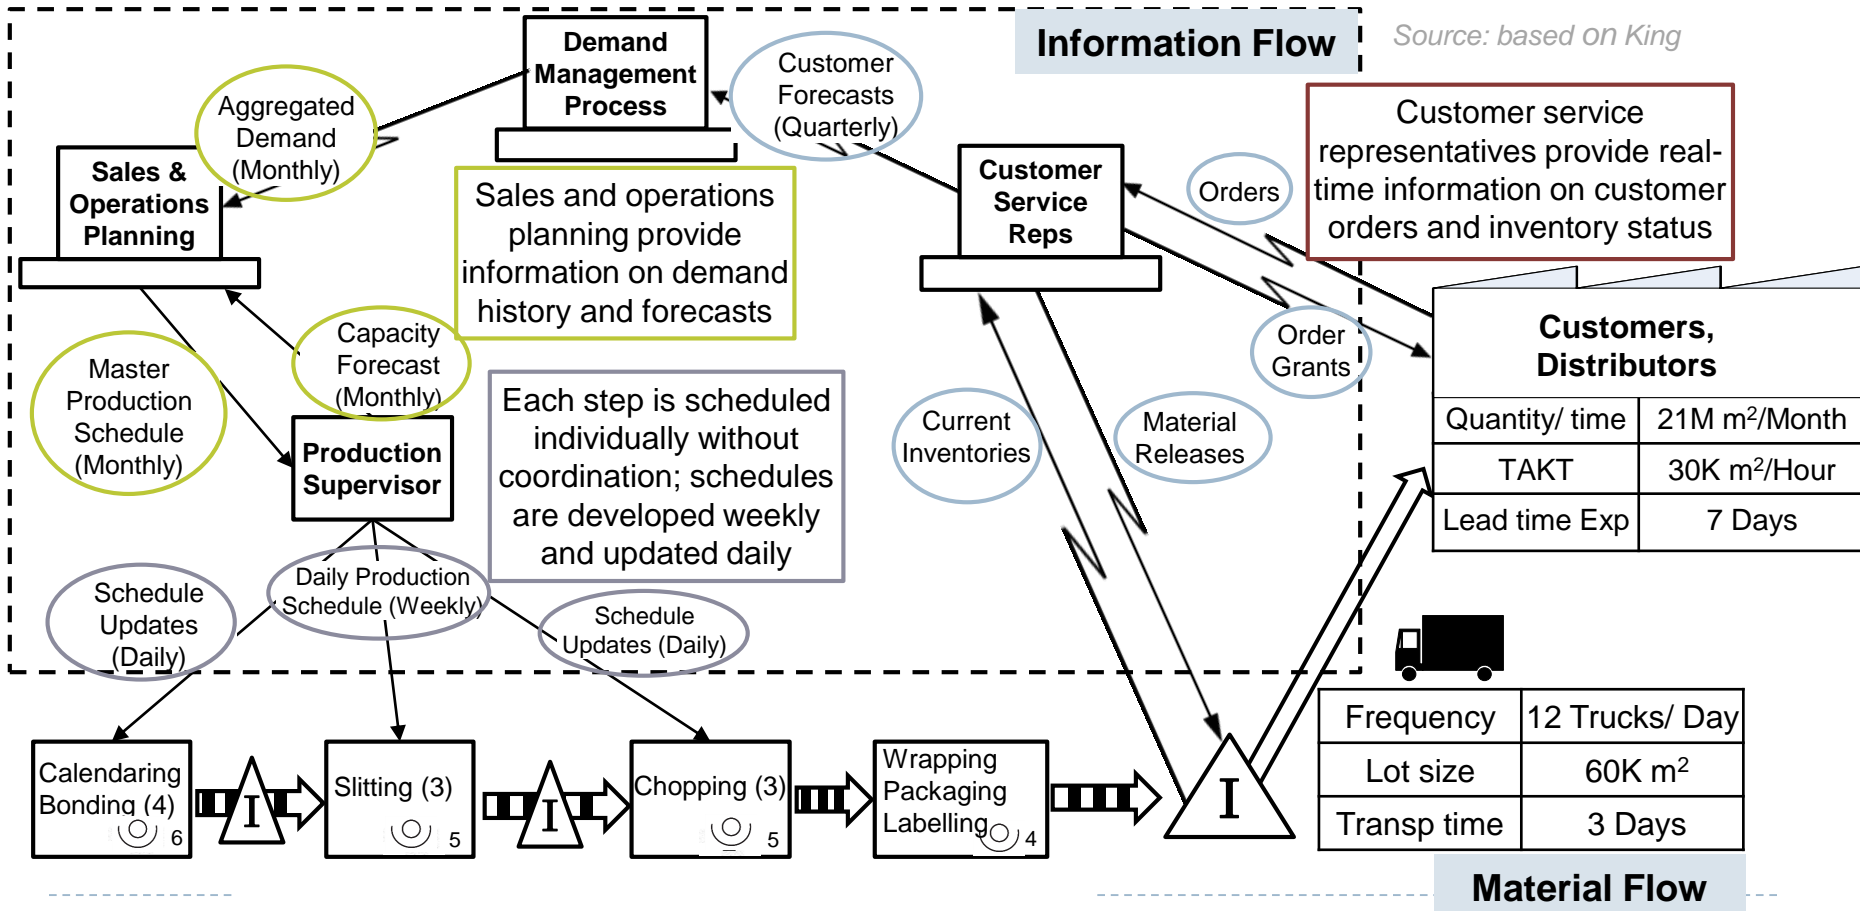 Information Flow
Source: based on King
Demand
Management
Process
Customer
Forecasts
(Quarterly)
Aggregated
Demand
(Monthly)
Sales &
Operations
Planning
Sales and operations
planning provide
information on demand
history and forecasts
Customer
Service
Reps
Orders
Customer service
representatives provide real-
time information on customer
orders and inventory status
Order
Grants
Customers,
Distributors
Quantity/ time 21M m²/Month
TAKT 30K m²/Hour
Lead time Exp 7 Days
Master
Production
Schedule
(Monthly)
Capacity
Forecast
(Monthly)
Production
Supervisor
Each step is scheduled
individually without
coordination; schedules
are developed weekly
and updated daily
Current
Inventories
Material
Releases
Schedule
Updates
(Daily)
Daily Production
Schedule (Weekly)
Schedule
Updates (Daily)
Calendaring
Bonding (4)
6
I
Slitting (3)
5
I
Chopping (3)
5
Wrapping
Packaging
Labelling
4
I
Frequency 12 Trucks/ Day
Lot size 60K m²
Transp time 3 Days
Material Flow